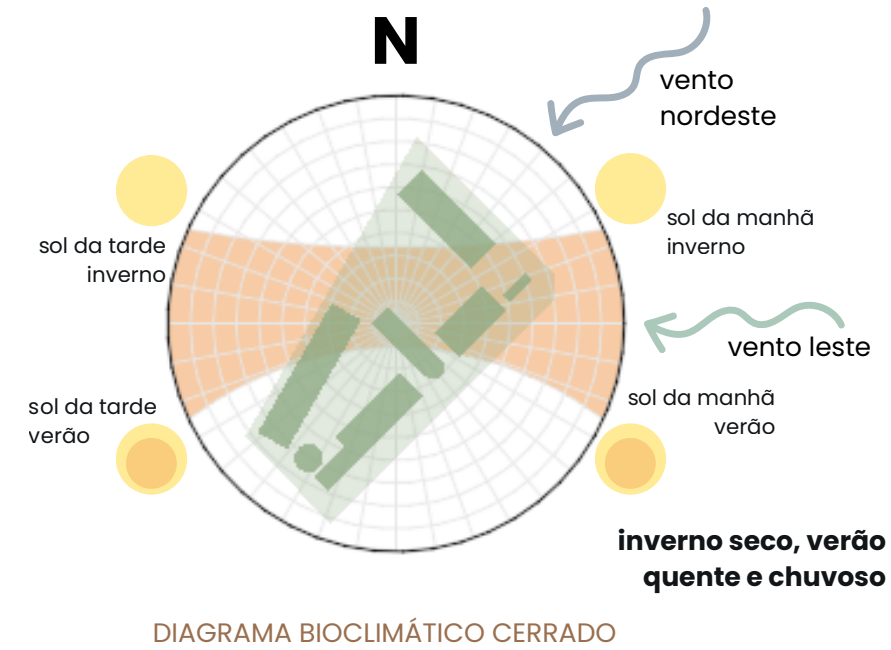 N
vento
nordeste
sol da manhã
inverno
sol da tarde
inverno
vento leste
sol da manhã
verão
sol da tarde
verão
inverno seco, verão
quente e chuvoso
DIAGRAMA BIOCLIMÁTICO CERRADO